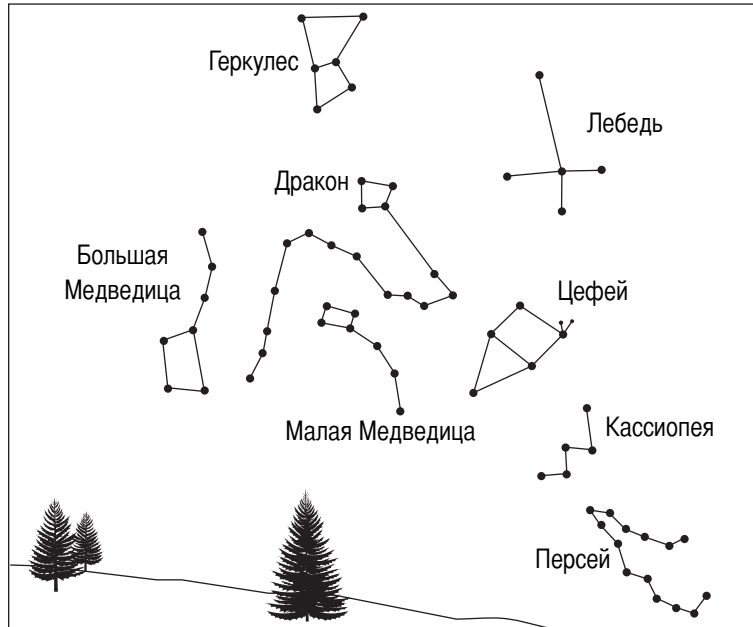 Геркулес
Лебедь
Дракон
Большая
Медведица
Цефей
Малая Медведица
Кассиопея
Персей